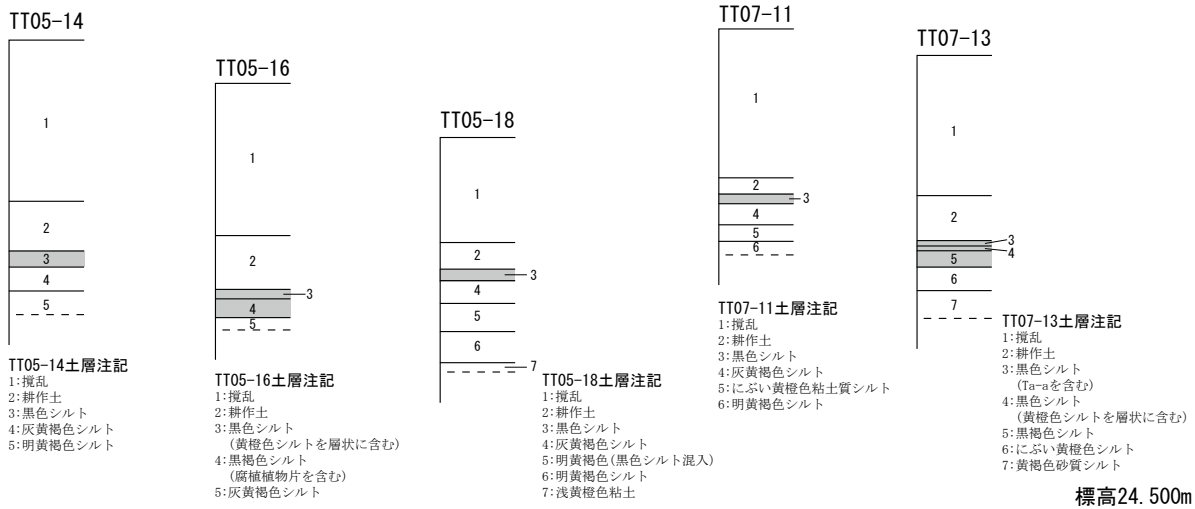 TT05-14
1
2
3
4
5
TT05-14土層注記
1:撹乱
2:耕作土
3:黒色シルト
4:灰黄褐色シルト
5:明黄褐色シルト
TT05-16
1
2
3
4
5
TT05-16土層注記
1:撹乱
2:耕作土
3:黒色シルト
(黄橙色シルトを層状に含む)
4:黒褐色シルト
(腐植植物片を含む)
5:灰黄褐色シルト
TT05-18
1
2
3
4
5
6
7
TT05-18土層注記
1:撹乱
2:耕作土
3:黒色シルト
4:灰黄褐色シルト
5:明黄褐色(黒色シルト混入)
6:明黄褐色シルト
7:浅黄橙色粘土
TT07-11
1
2
3
4
5
6
TT07-11土層注記
1:撹乱
2:耕作土
3:黒色シルト
4:灰黄褐色シルト
5:にぶい黄橙色粘土質シルト
6:明黄褐色シルト
TT07-13
1
2
3
4
5
6
7
TT07-13土層注記
1:撹乱
2:耕作土
3:黒色シルト
(Ta-aを含む)
4:黒色シルト
(黄橙色シルトを層状に含む)
5:黒褐色シルト
6:にぶい黄橙色シルト
7:黄褐色砂質シルト
標高24.500m